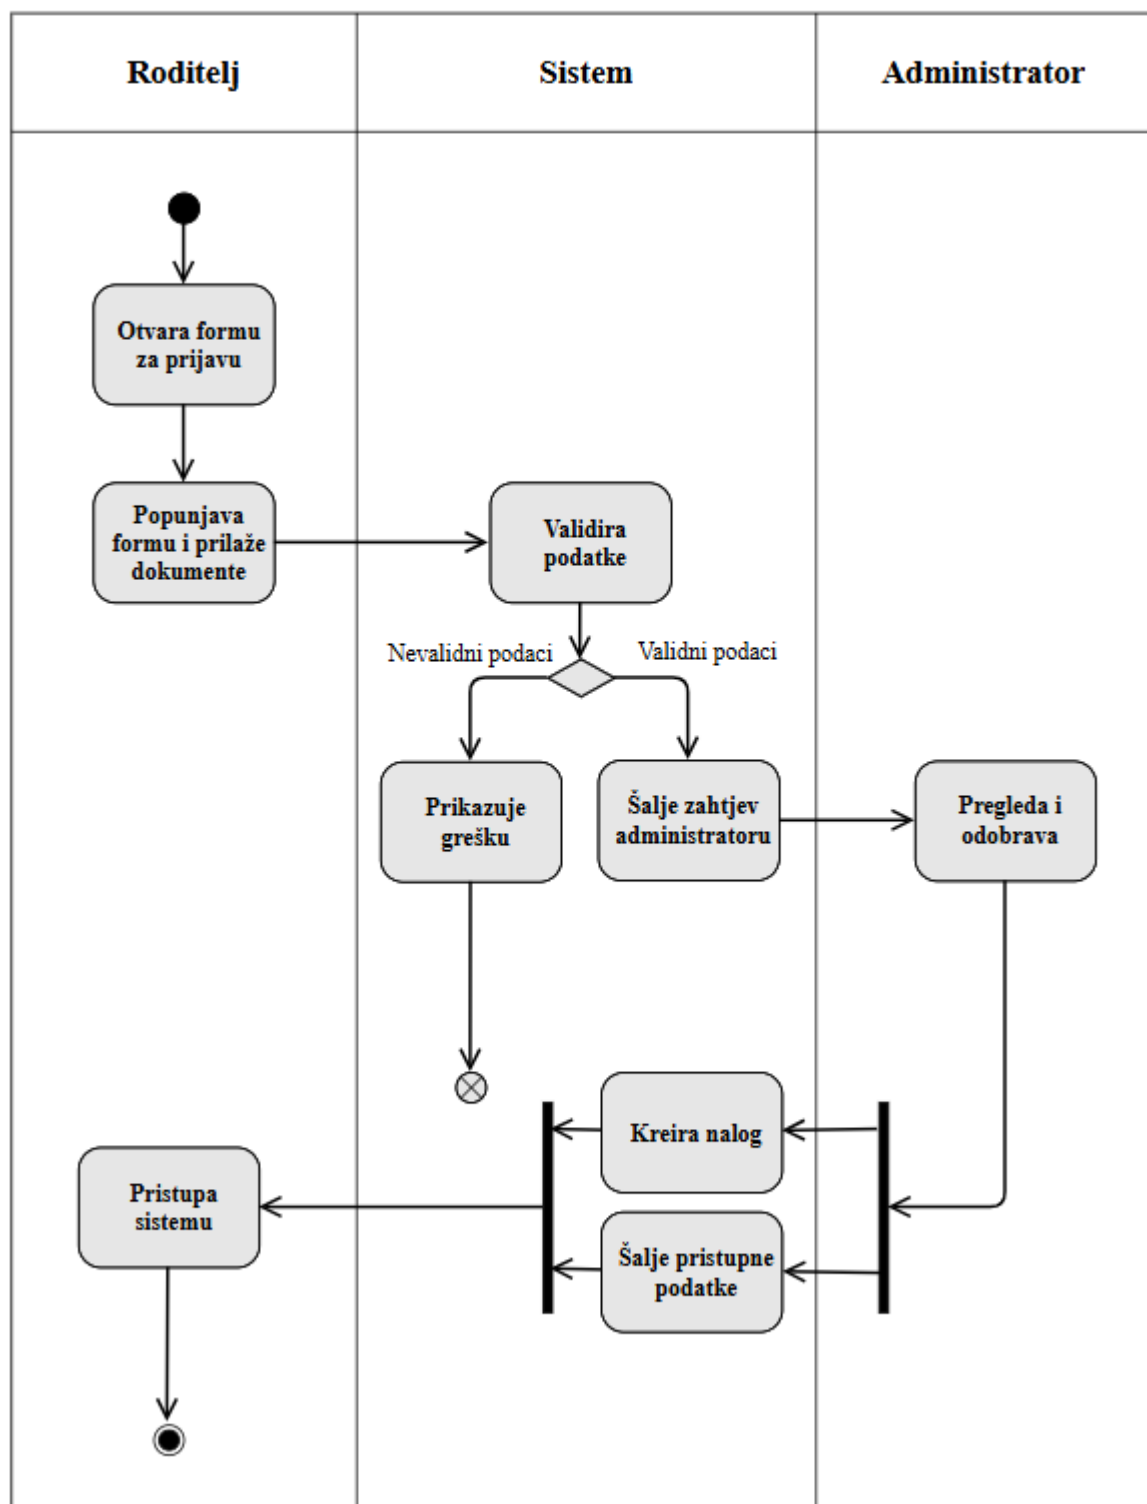 Roditelj
Sistem
Administrator
Otvara formu
za prijavu
Popunjava
formu i prilaže
dokumente
Validira
podatke
Nevalidni podaci
Validni podaci
Prikazuje
grešku
Šalje zahtjev
administratoru
Pregleda i
odobrava
Kreira nalog
Pristupa
sistemu
Šalje pristupne
podatke